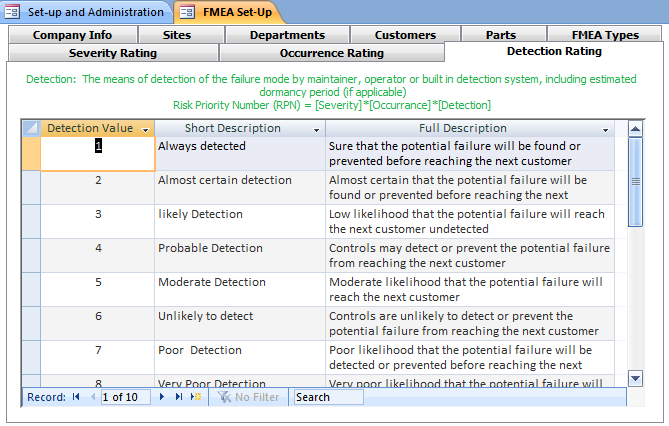 Set-up and Administration FMEA Set-Up
Company Info Sites Departments Customers Parts FMEA Types
Severity Rating Occurrence Rating Detection Rating
Detection: The means of detection of the failure mode by maintainer, operator or built in detection system, including estimated
dormancy period (if applicable)
Risk Priority Number (RPN) = [Severity]*[Occurrance]*[Detection]
Detection Value Short Description Full Description
1 Always detected Sure that the potential failure will be found or
prevented before reaching the next customer
2 Almost certain detection Almost certain that the potential failure will be
found or prevented before reaching the next
3 likely Detection Low likelihood that the potential failure will reach
the next customer undetected
4 Probable Detection Controls may detect or prevent the potential failure
from reaching the next customer
5 Moderate Detection Moderate likelihood that the potential failure will
reach the next customer
6 Unlikely to detect Controls are unlikely to detect or prevent the
potential failure from reaching the next customer
7 Poor Detection Poor likelihood that the potential failure will be
detected or prevented before reaching the next
8 Very Poor Detection Very poor likelihood that the potential failure will
Record: 1 of 10 No Filter Search